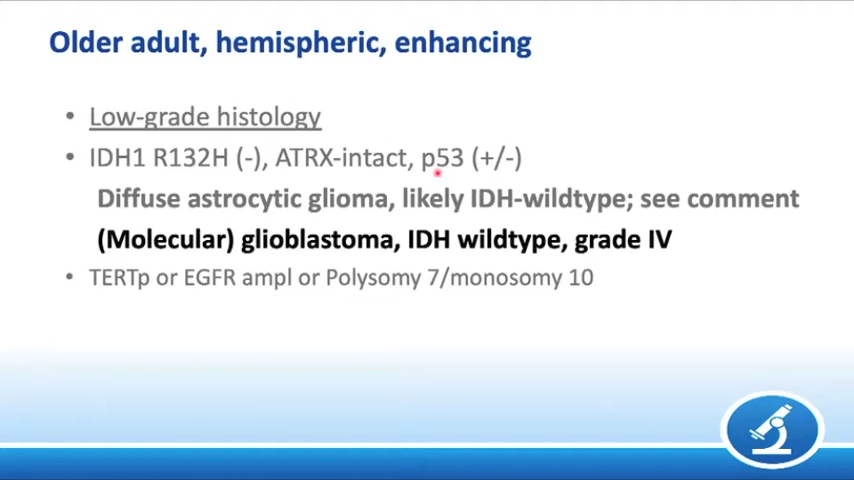 Older adult, hemispheric, enhancing
• Low-grade histology
• IDH1 R132H (-), ATRX-intact, p53 (+/-)
Diffuse astrocytic glioma, likely IDH-wildtype; see comment
(Molecular) glioblastoma, IDH wildtype, grade IV
• TERTp or EGFR ampl or Polysomy 7/monosomy 10